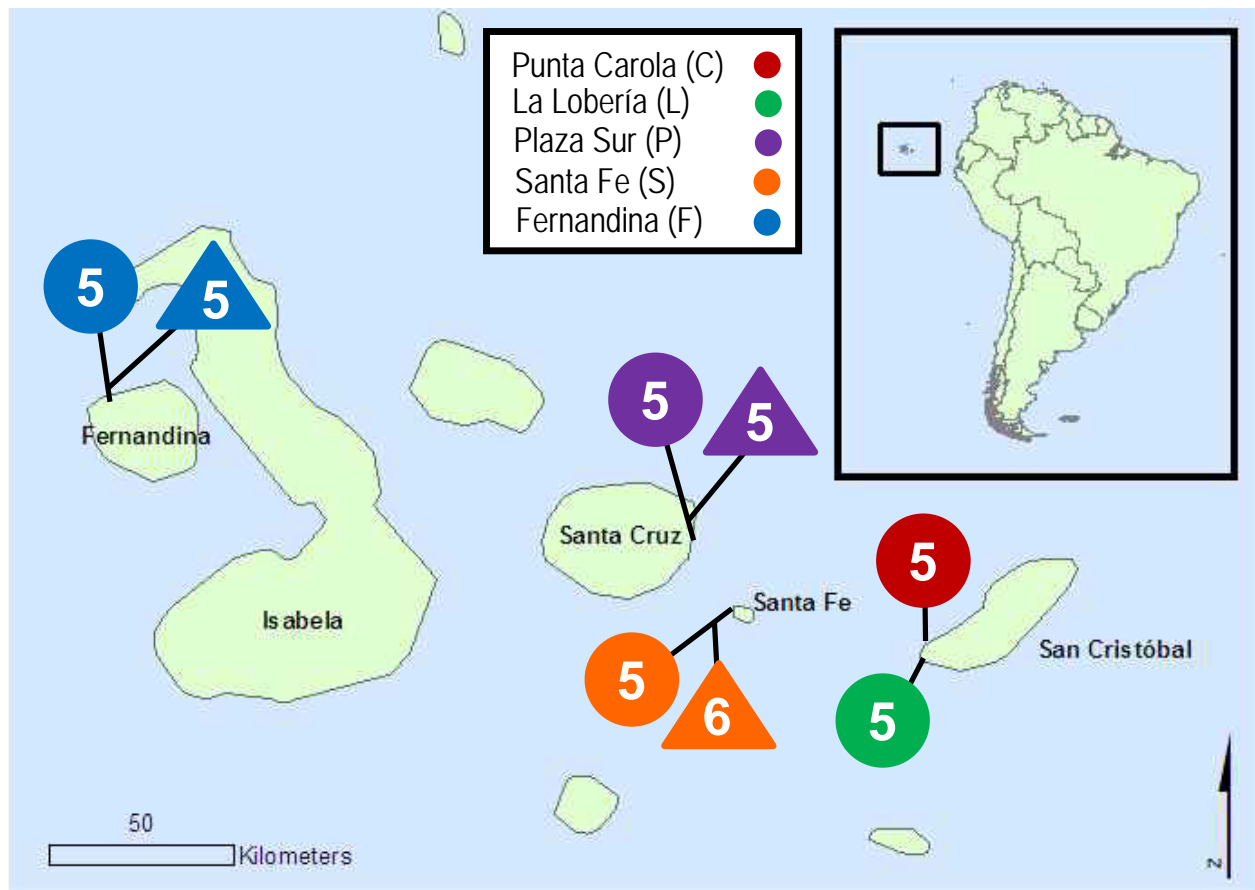 Punta Carola (C)
La Lobería (L)
Plaza Sur (P)
Santa Fe (S)
Fernandina (F)
5
5
5
5
Fernandina
Santa Cruz
5
Santa Fe
Isabela
San Cristóbal
5
6
5
50
Kilometers
N